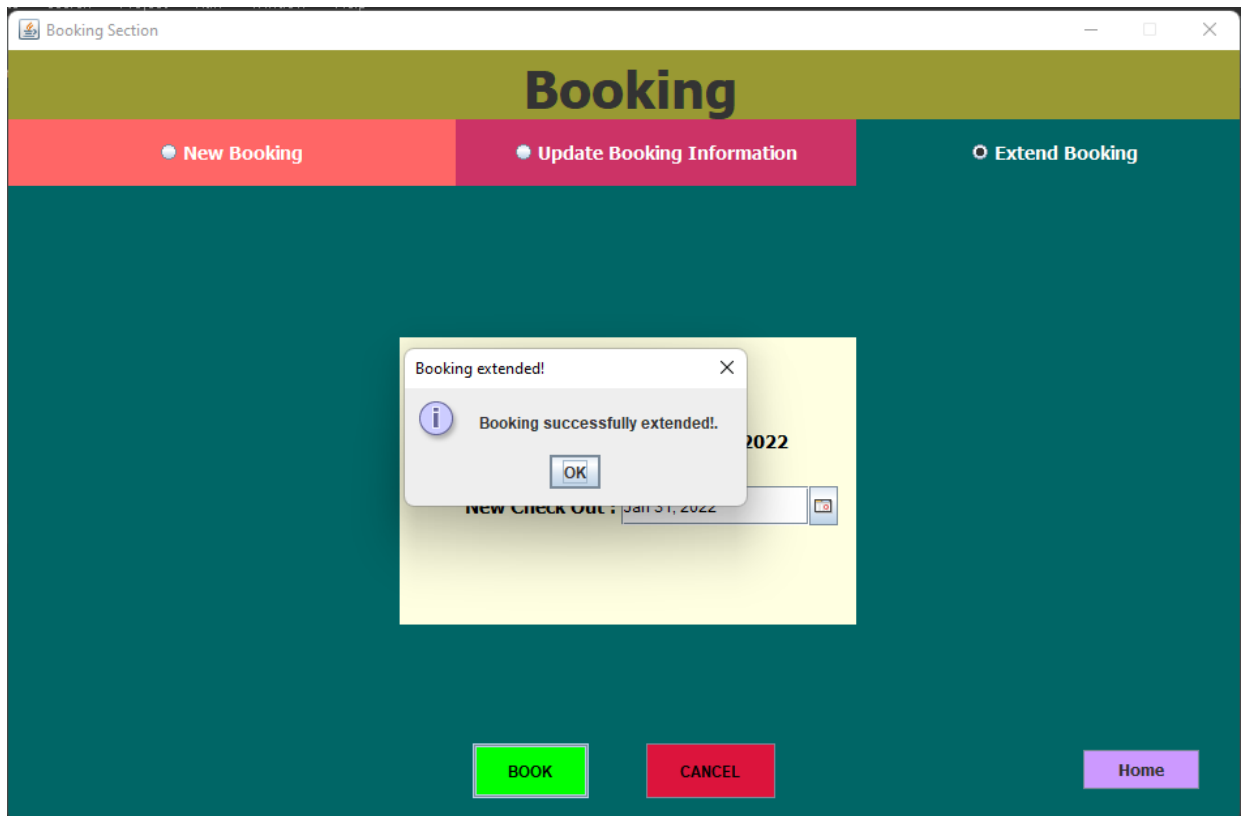 Booking Section
Booking
New Booking
Update Booking Information
Extend Booking
Booking extended!
Booking successfully extended!.
2022
OK
New Check Out : Jan 31, 2022
BOOK
CANCEL
Home